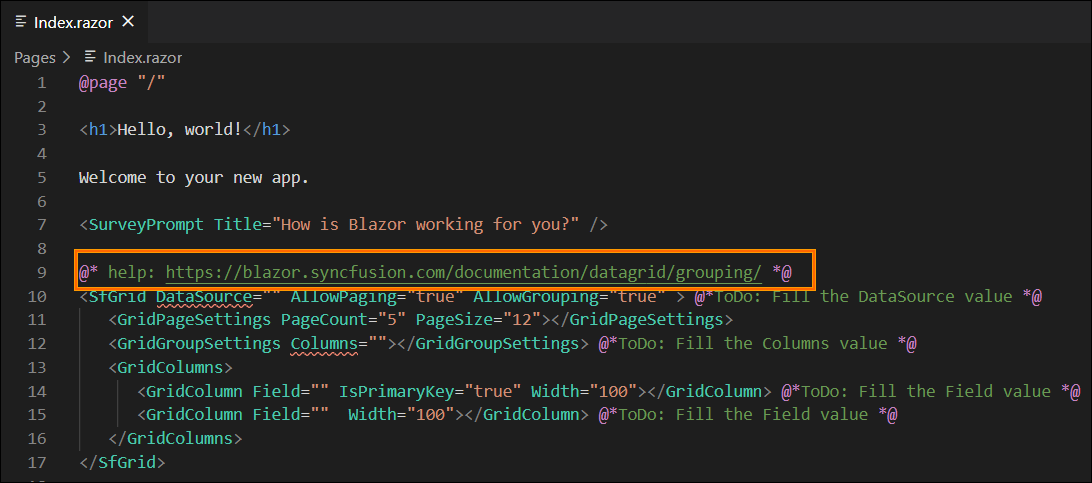 Index.razor ×
Pages > Index.razor
1 @page "/"
2
3 <h1>Hello, world!</h1>
4
5 Welcome to your new app.
6
7 <SurveyPrompt Title="How is Blazor working for you?" />
8
9 @* help: https://blazor.syncfusion.com/documentation/datagrid/grouping/ *@
10 <SfGrid DataSource="" AllowPaging="true" AllowGrouping="true" > @*ToDo: Fill the DataSource value *@
11 <GridPageSettings PageCount="5" PageSize="12"></GridPageSettings>
12 <GridGroupSettings Columns=""></GridGroupSettings> @*ToDo: Fill the Columns value *@
13 <GridColumns>
14 <GridColumn Field="" IsPrimaryKey="true" Width="100"></GridColumn> @*ToDo: Fill the Field value *@
15 <GridColumn Field=""  Width="100"></GridColumn> @*ToDo: Fill the Field value *@
16 </GridColumns>
17 </SfGrid>